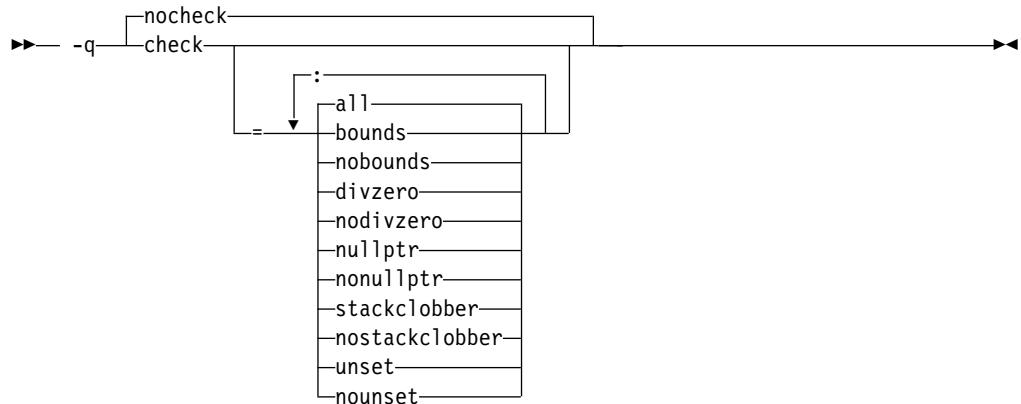 nocheck
-q check
:
all
= bounds
nobounds
divzero
nodivzero
nullptr
nonullptr
stackclobber
nostackclobber
unset
nounset